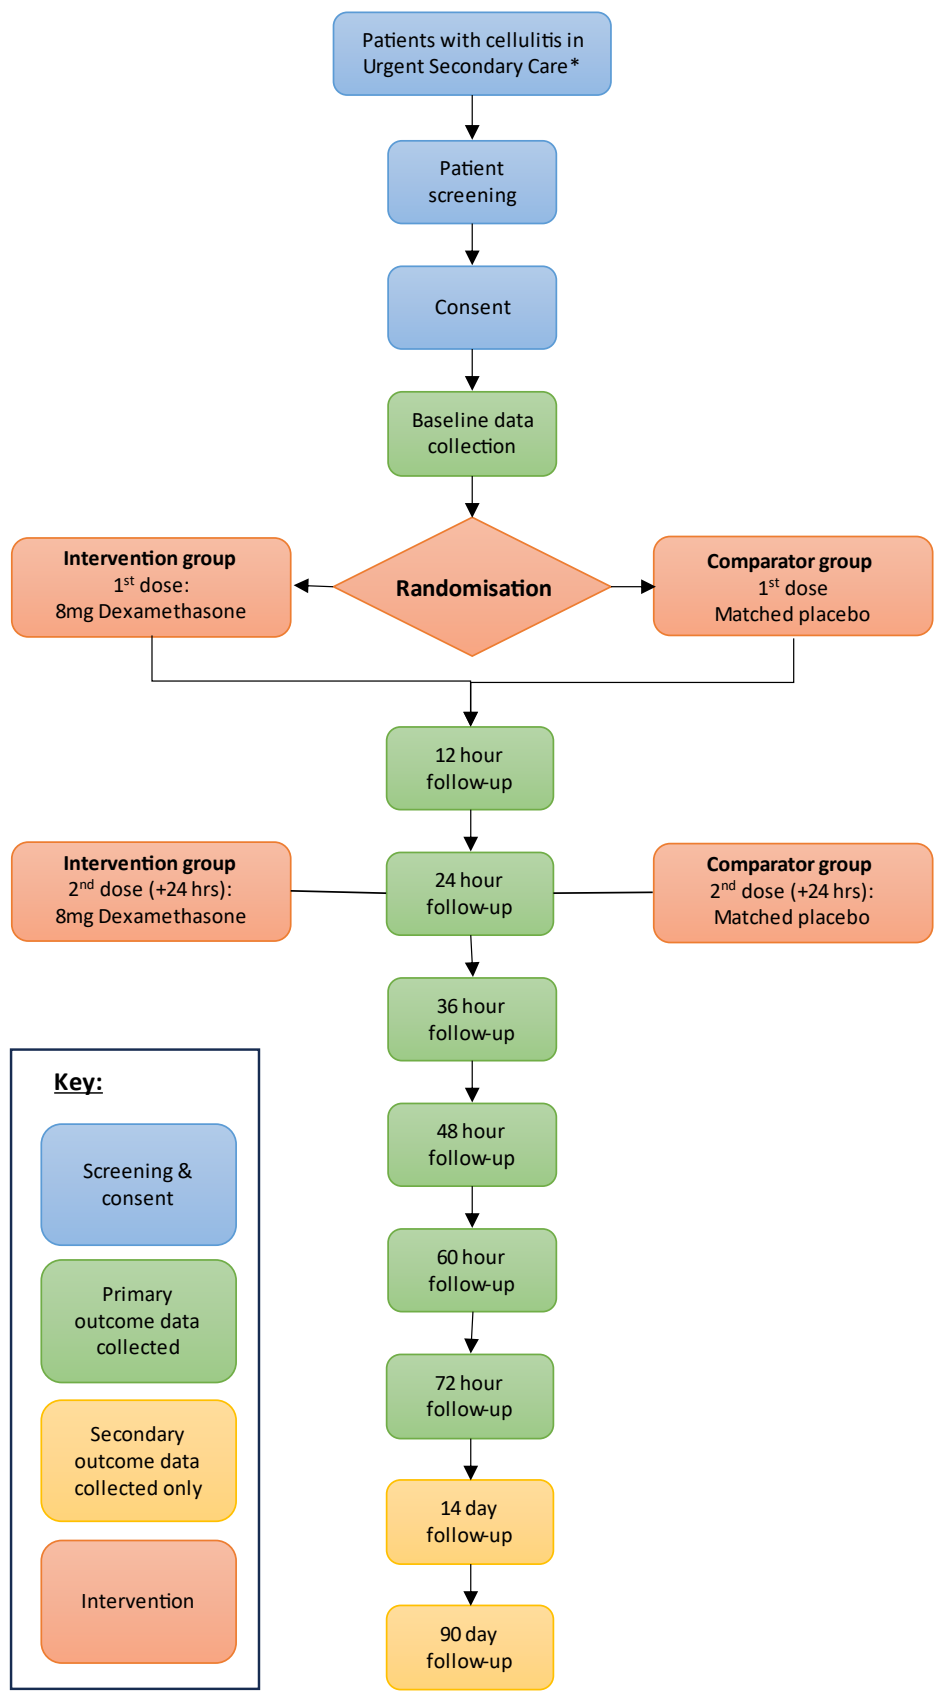 Patients with cellulitis in
Urgent Secondary Care*
Patient
screening
Consent
Baseline data
collection
Intervention group
1st dose:
8mg Dexamethasone
Randomisation
Comparator group
1st dose
Matched placebo
12 hour
follow-up
Intervention group
2nd dose (+24 hrs):
8mg Dexamethasone
24 hour
follow-up
Comparator group
2nd dose (+24 hrs):
Matched placebo
36 hour
follow-up
48 hour
follow-up
60 hour
follow-up
72 hour
follow-up
14 day
follow-up
90 day
follow-up
Key:
Screening &
consent
Primary
outcome data
collected
Secondary
outcome data
collected only
Intervention